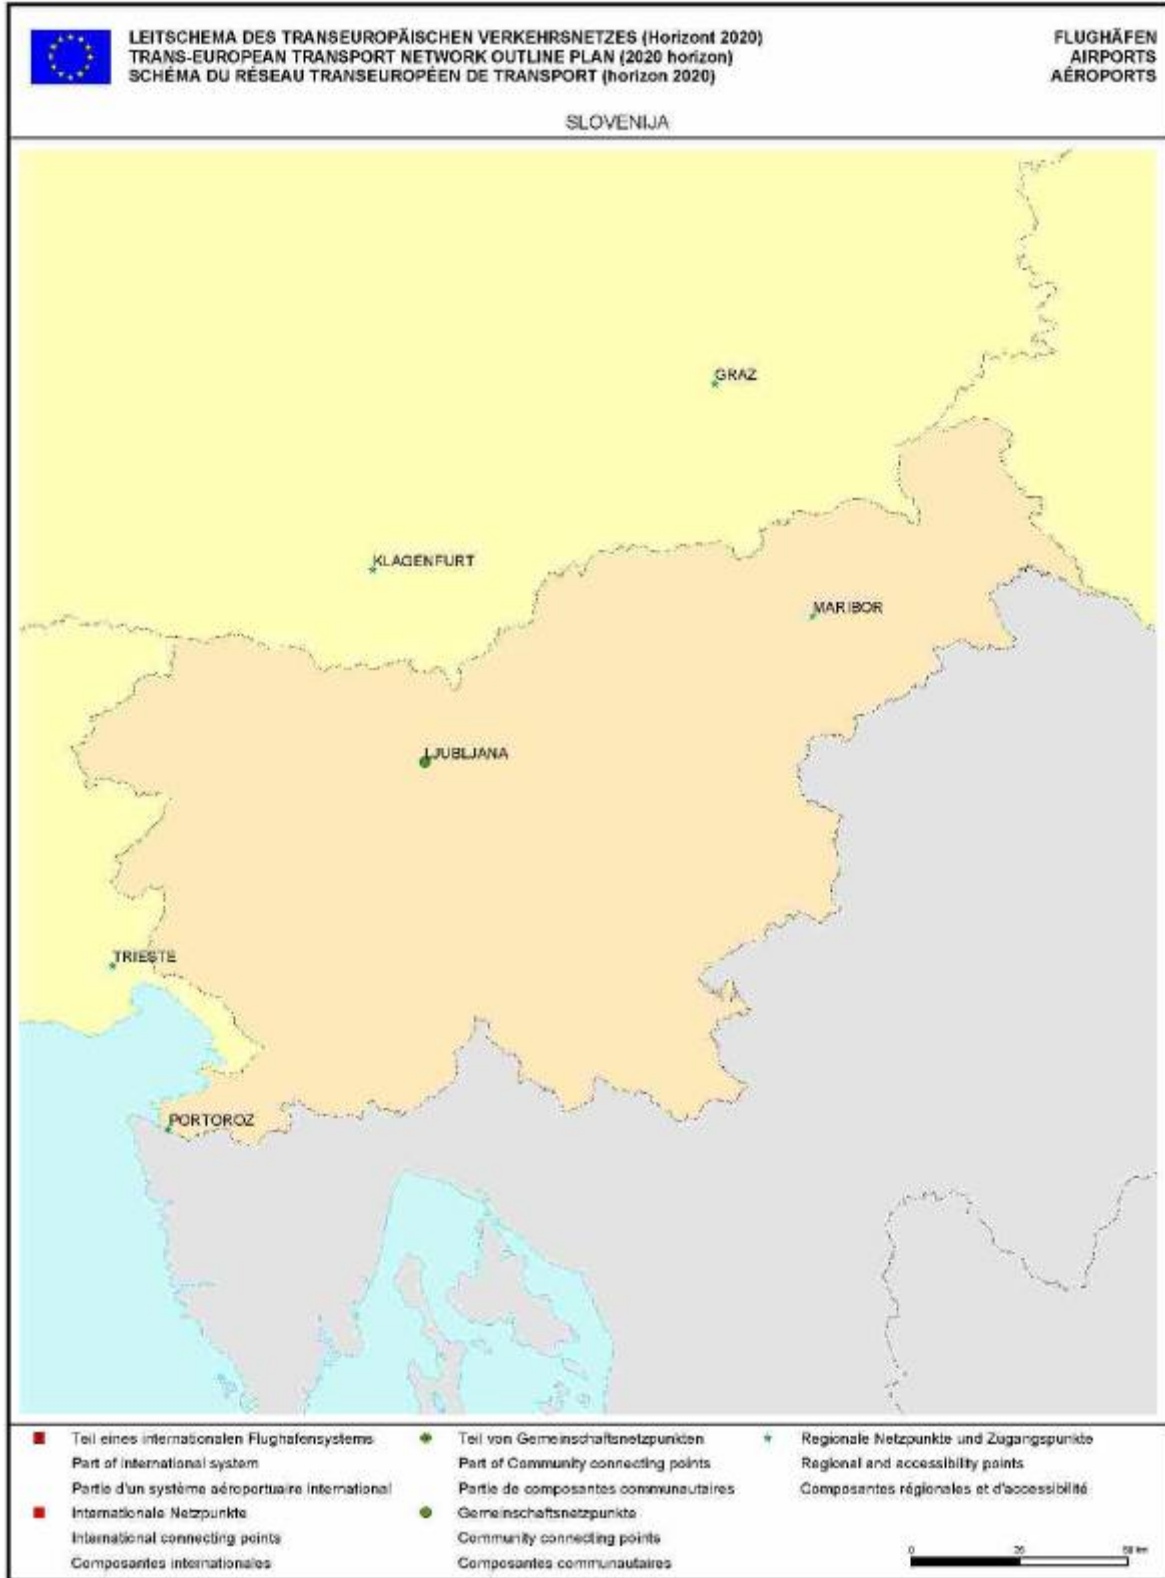 LEITSCHEMA DES TRANSEUROPÄISCHEN VERKEHRSNETZES (Horizont 2020)
TRANS-EUROPEAN TRANSPORT NETWORK OUTLINE PLAN (2020 horizon)
SCHÉMA DU RÉSEAU TRANSEUROPÉEN DE TRANSPORT (horizon 2020)
FLUGHÄFEN
AIRPORTS
AÉROPORTS
SLOVENIJA
GRAZ
KLAGENFURT
MARIBOR
LJUBLJANA
TRIESTE
PORTOROZ
Teil eines internationalen Flughafensystems
Part of International system
Partie d'un système aéroportuaire international
Internationale Netzpunkte
International connecting points
Composantes internationales
Teil von Gemeinschaftsnetzpunkten
Part of Community connecting points
Partie de composantes communautaires
Gemeinschaftsnetzpunkte
Community connecting points
Composantes communautaires
Regionale Netzpunkte und Zugangspunkte
Regional and accessibility points
Composantes régionales et d'accessibilité
0 25 50 km